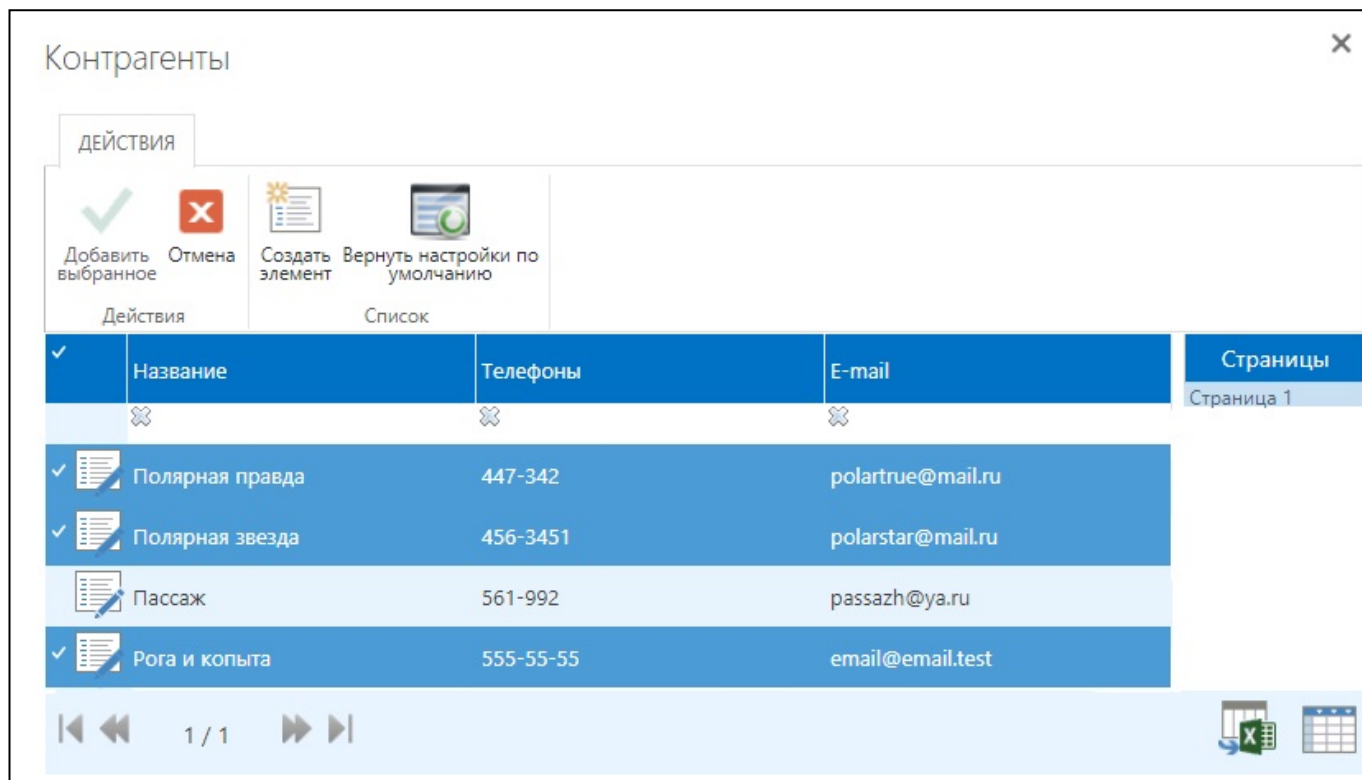 Контрагенты
ДЕЙСТВИЯ
Добавить выбранное
Отмена
Создать элемент
Вернуть настройки по умолчанию
Действия
Список
Название Телефоны E-mail Страницы
Страница 1
Полярная правда 447-342 polartrue@mail.ru
Полярная звезда 456-3451 polarstar@mail.ru
Пассаж 561-992 passazh@ya.ru
Рога и копыта 555-55-55 email@email.test
1 / 1